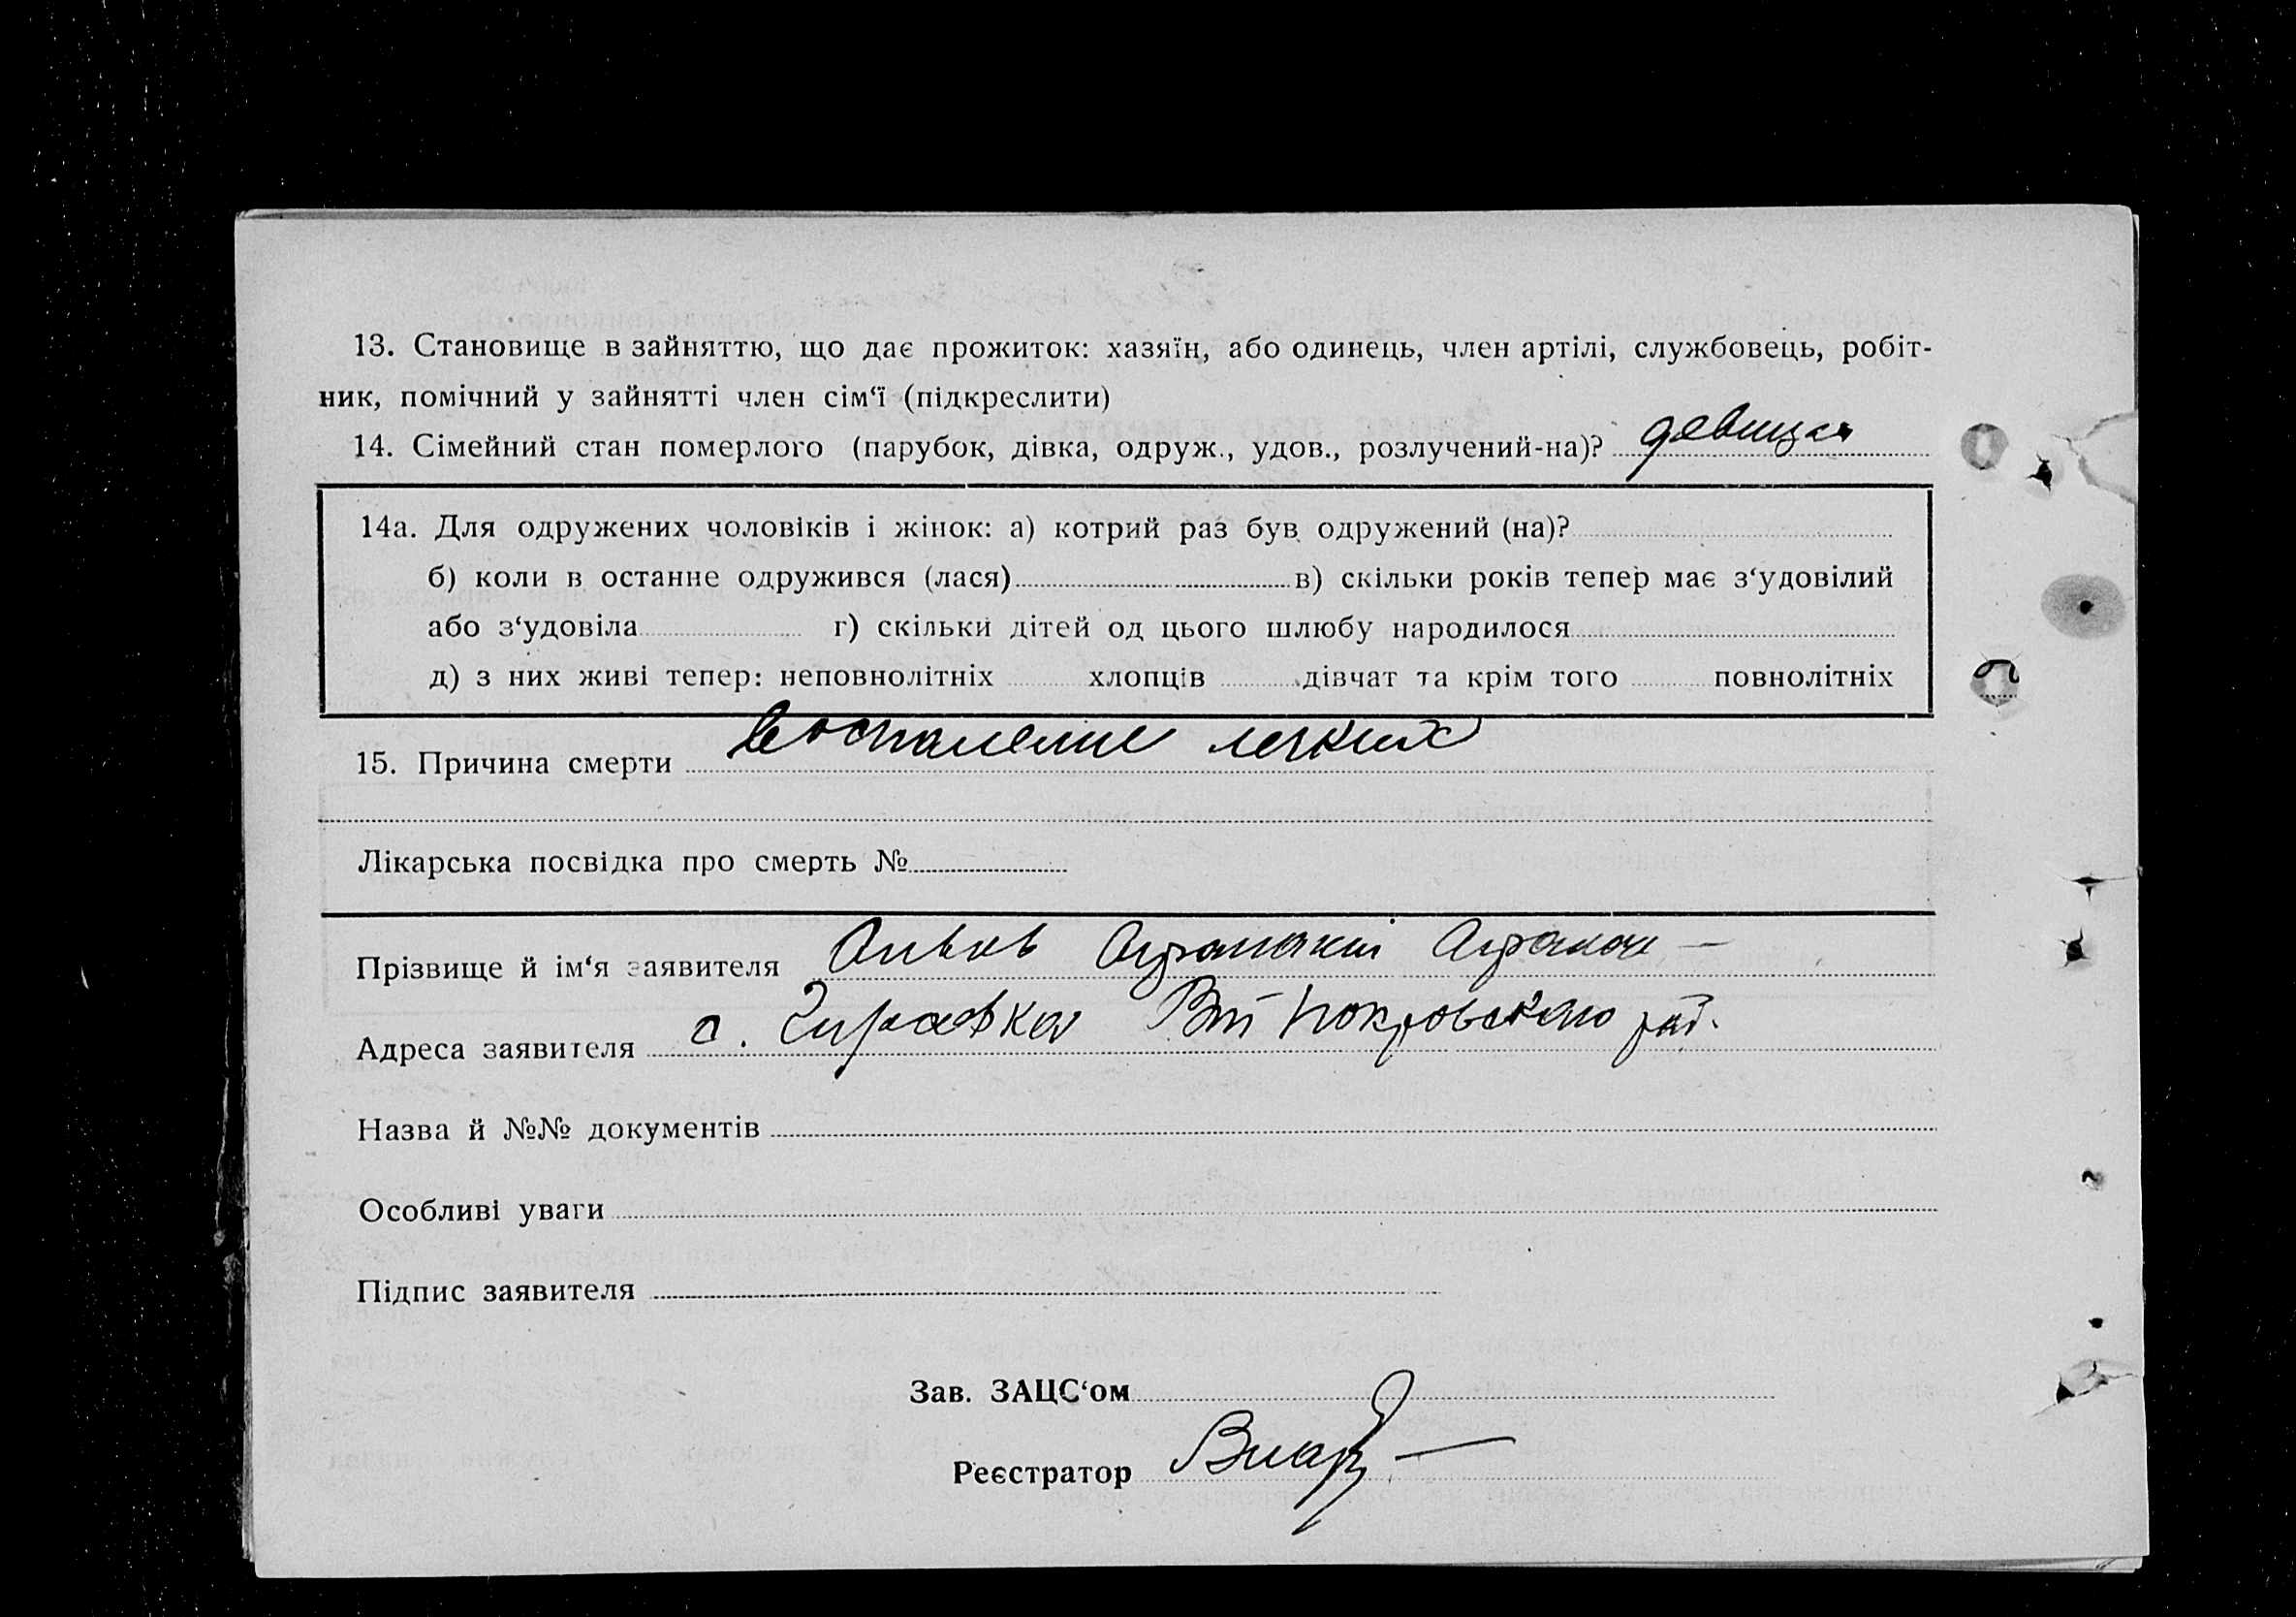 13. Становище в зайняттю, що дає прожиток: хазяїн, або одинець, член артілі, службовець, робіт-
ник, помічний у зайнятті член сім‘ї (підкреслити)
14. Сімейний стан померлого (парубок, дівка, одруж., удов., розлучений-на)? девица
14а. Для одружених чоловіків і жінок: а) котрий раз був одружений (на)?
б) коли в останне одружився (лася) в) скільки років тепер має з‘удовілий
або з‘удовіла г) скільки дітей од цього шлюбу народилося
д) з них живі тепер: неповнолітніх хлопців дівчат та крім того повнолітніх
15. Причина смерти воспаление легких
Лікарська посвідка про смерть №
Прізвище й ім‘я заявителя
Адреса заявителя с. Покровского рай.
Назва й №№ документів
Особливі уваги
Підпис заявителя
Зав. ЗАЦС‘ом
Реєстратор